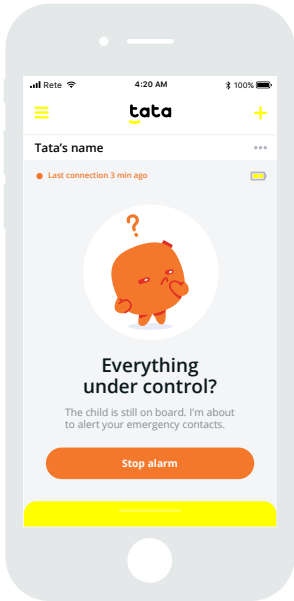 Rete 4:20 AM 100%
tata
Tata's name
Last connection 3 min ago
?
Everything
under control?
The child is still on board. I'm about
to alert your emergency contacts.
Stop alarm